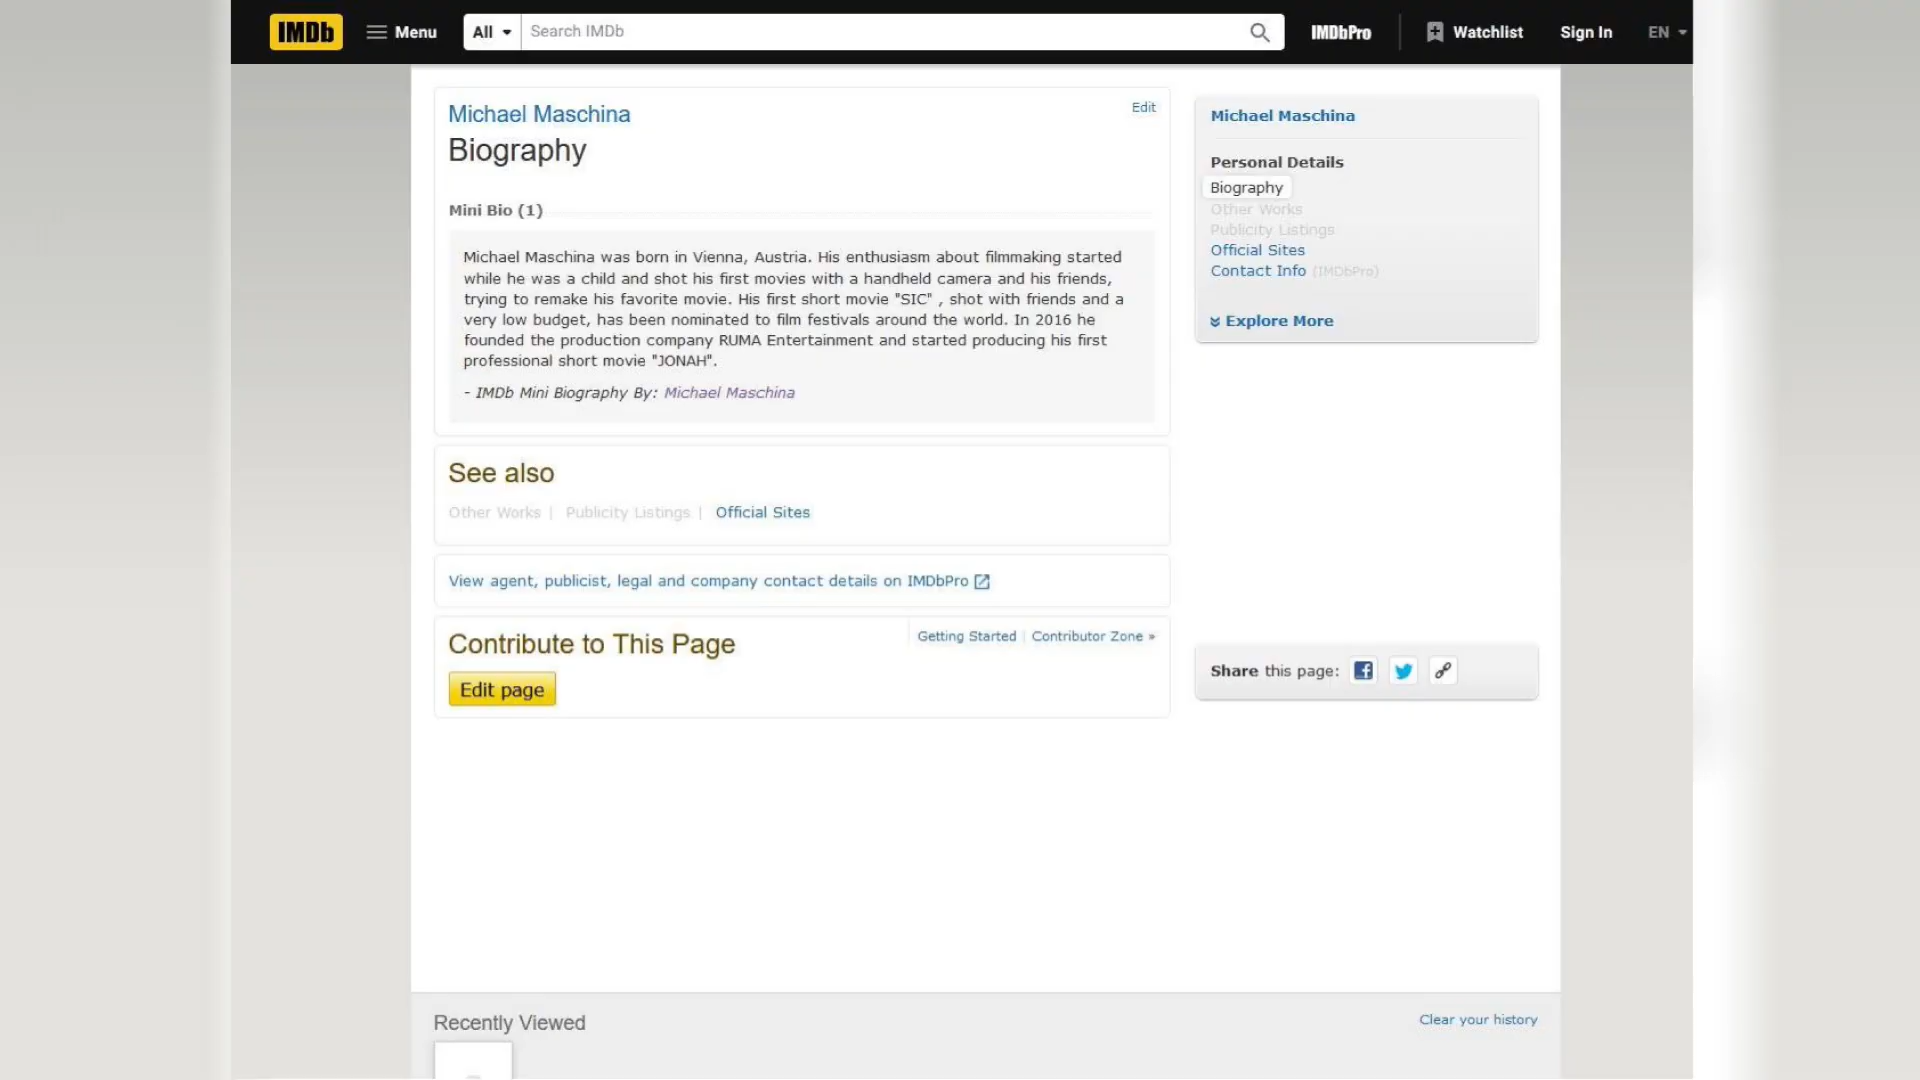 IMDb Menu All Search IMDb IMDbPro Watchlist Sign In EN
Michael Maschina
Edit
Biography
Mini Bio (1)
Michael Maschina was born in Vienna, Austria. His enthusiasm about filmmaking started
while he was a child and shot his first movies with a handheld camera and his friends,
trying to remake his favorite movie. His first short movie "SIC" , shot with friends and a
very low budget, has been nominated to film festivals around the world. In 2016 he
founded the production company RUMA Entertainment and started producing his first
professional short movie "JONAH".
- IMDb Mini Biography By: Michael Maschina
See also
Other Works | Publicity Listings | Official Sites
View agent, publicist, legal and company contact details on IMDbPro
Contribute to This Page
Getting Started | Contributor Zone »
Edit page
Michael Maschina
Personal Details
Biography
Other Works
Publicity Listings
Official Sites
Contact Info (IMDbPro)
Explore More
Share this page:
Recently Viewed
Clear your history